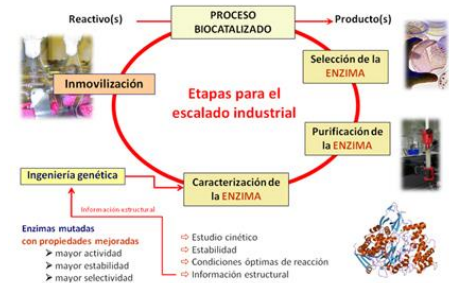 Reactivo(s)
PROCESO
BIOCATALIZADO
Producto(s)
Selección de la
ENZIMA
Inmovilización
Etapas para el
escalado industrial
Purificación de
la ENZIMA
Ingeniería genética
Caracterización de
la ENZIMA
Información estructural
Enzimas mutadas
con propiedades mejoradas
➤ mayor actividad
➤ mayor estabilidad
➤ mayor selectividad
⇨ Estudio cinético
⇨ Estabilidad
⇨ Condiciones óptimas de reacción
⇨ Información estructural